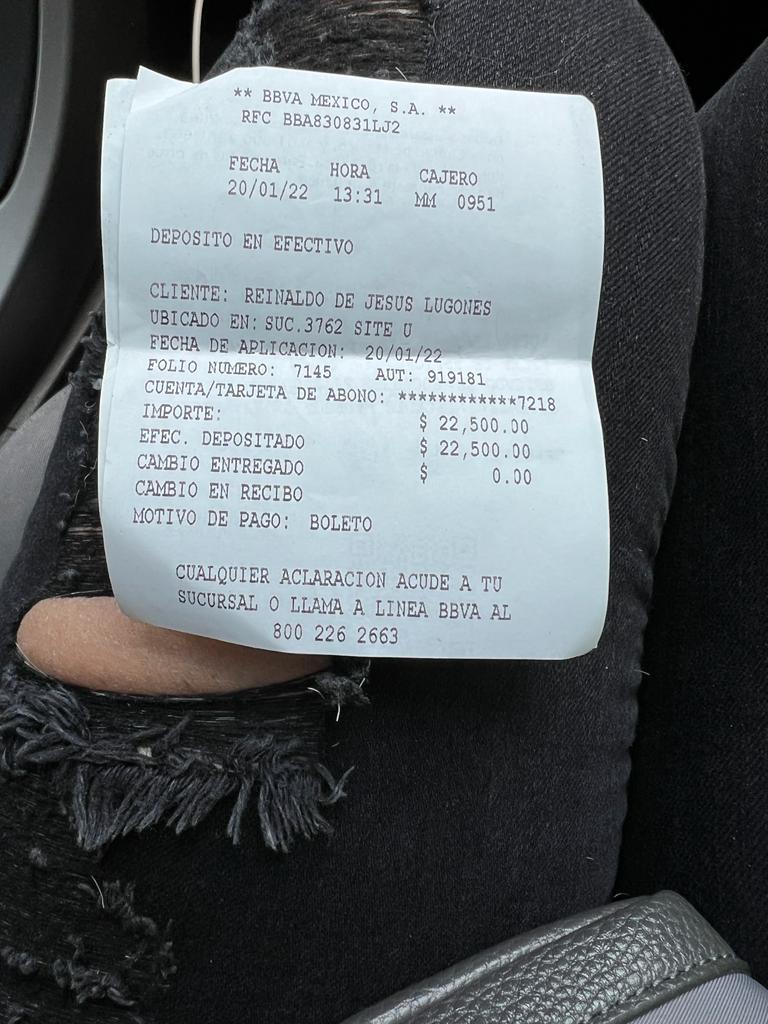 ** BBVA MEXICO, S.A. **
RFC BBA830831LJ2
FECHA HORA CAJERO
20/01/22 13:31 MM 0951
DEPOSITO EN EFECTIVO
CLIENTE: REINALDO DE JESUS LUGONES
UBICADO EN: SUC.3762 SITE U
FECHA DE APLICACION: 20/01/22
FOLIO NUMERO: 7145 AUT: 919181
CUENTA/TARJETA DE ABONO: ************7218
IMPORTE: $ 22,500.00
EFEC. DEPOSITADO $ 22,500.00
CAMBIO ENTREGADO $ 0.00
CAMBIO EN RECIBO
MOTIVO DE PAGO: BOLETO
CUALQUIER ACLARACION ACUDE A TU
SUCURSAL O LLAMA A LINEA BBVA AL
800 226 2663